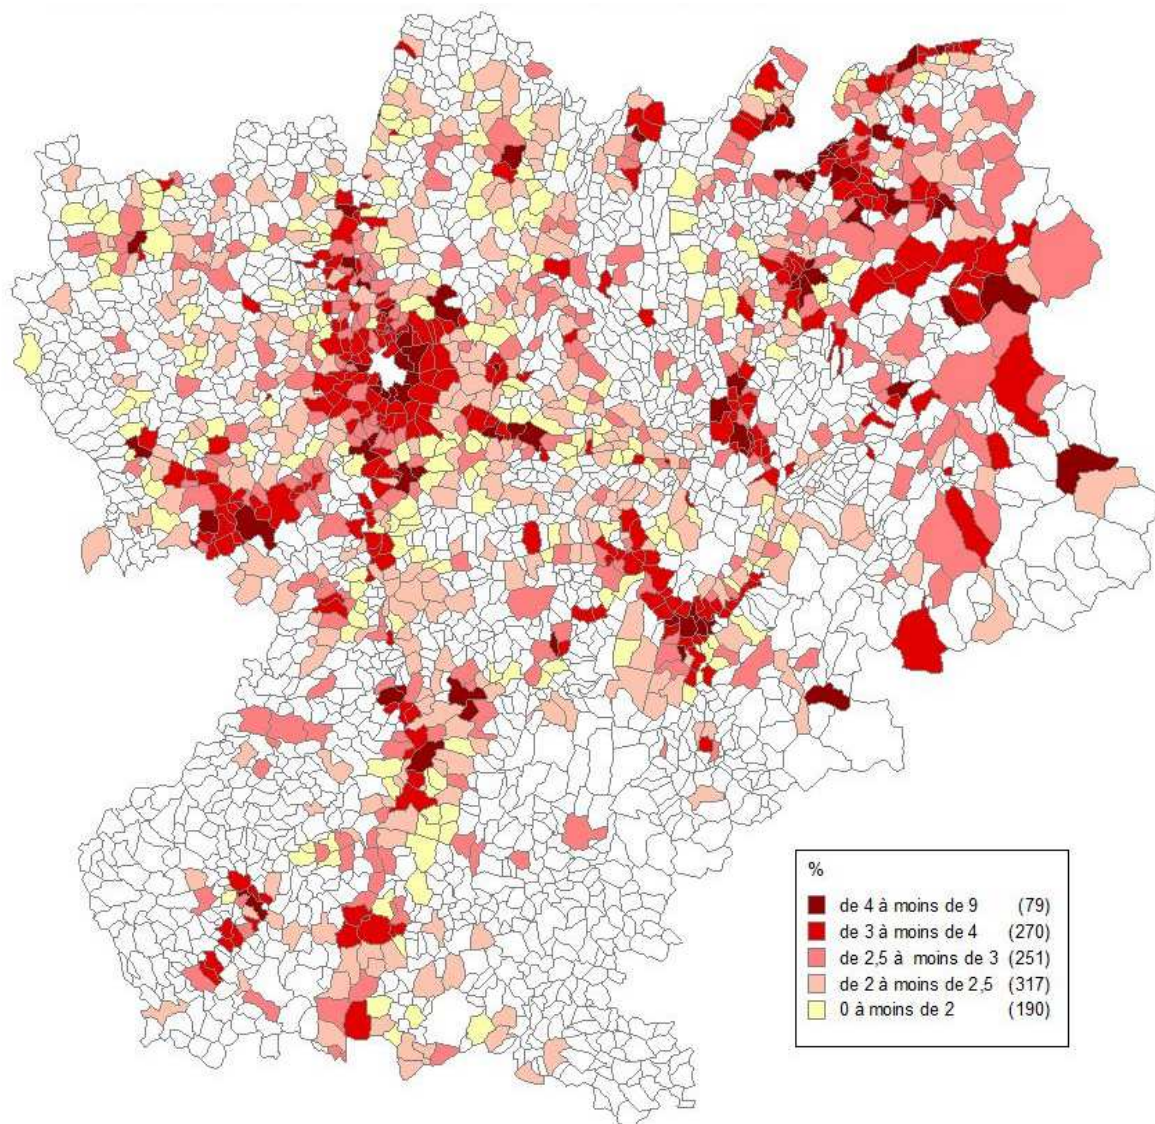 %
de 4 à moins de 9 (79)
de 3 à moins de 4 (270)
de 2,5 à moins de 3 (251)
de 2 à moins de 2,5 (317)
0 à moins de 2 (190)